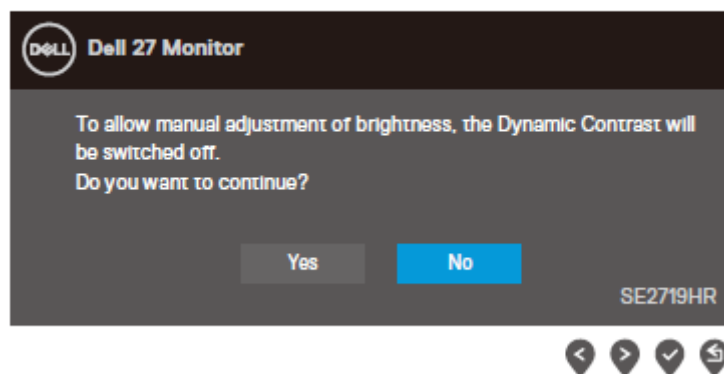 DELL
Dell 27 Monitor
To allow manual adjustment of brightness, the Dynamic Contrast will
be switched off.
Do you want to continue?
Yes No
SE2719HR